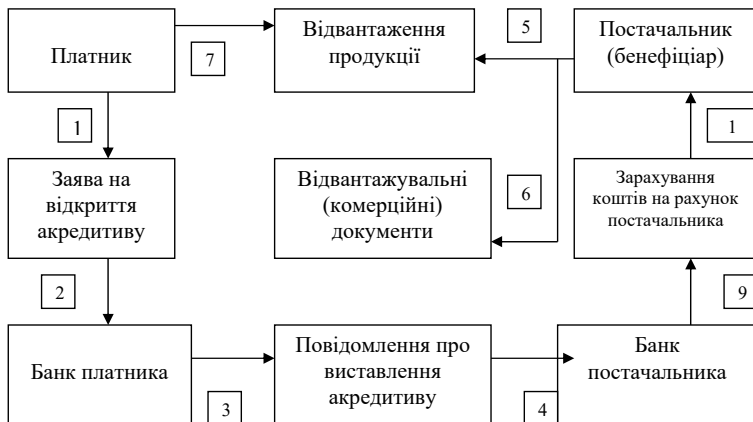 Платник
7
Відвантаження
продукції
5
Постачальник
(бенефіціар)
1
1
Заява на
відкриття
акредитиву
Відвантажувальні
(комерційні)
документи
6
Зарахування
коштів на рахунок
постачальника
2
9
Банк платника
3
Повідомлення про
виставлення
акредитиву
4
Банк
постачальника